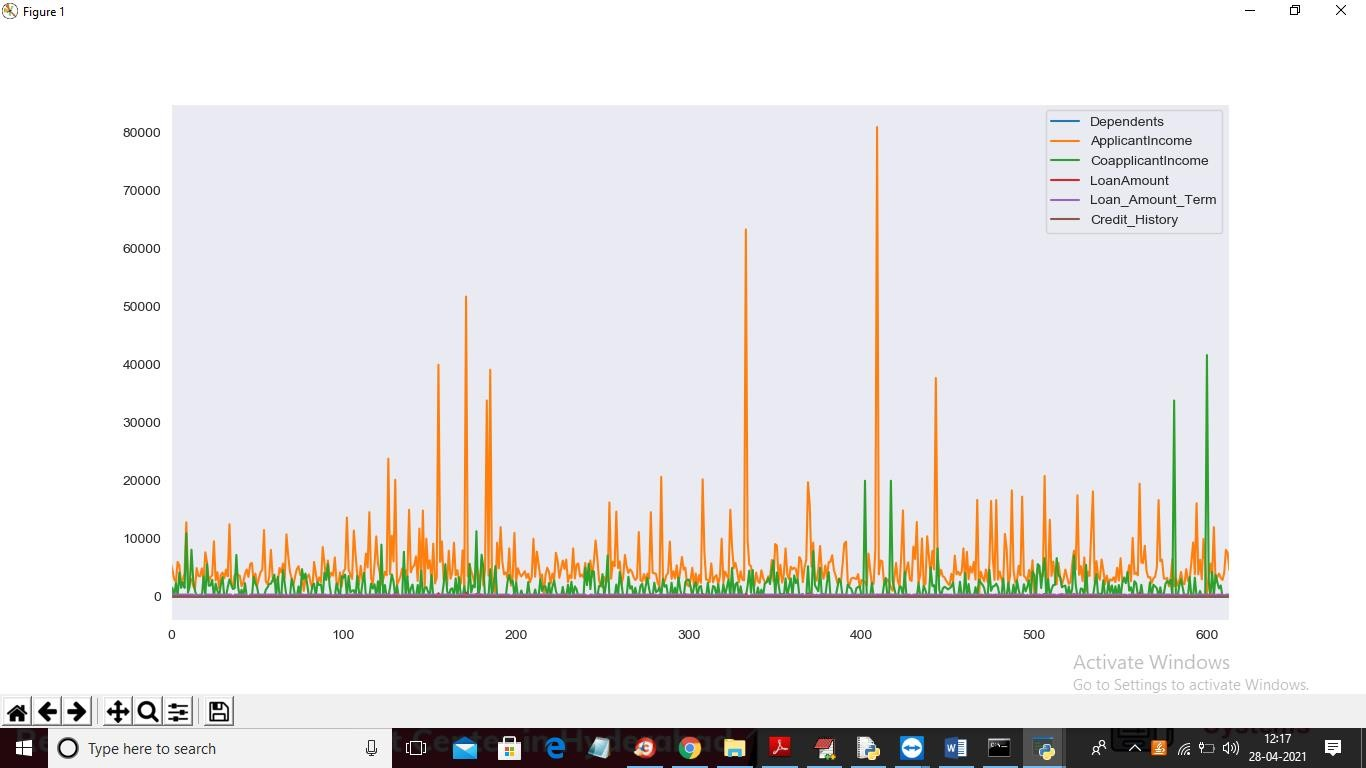 Figure 1
80000
70000
60000
50000
40000
30000
20000
10000
0
0 100 200 300 400 500 600
Dependents
ApplicantIncome
CoapplicantIncome
LoanAmount
Loan_Amount_Term
Credit_History
Activate Windows
Go to Settings to activate Windows.
Type here to search
12:17
28-04-2021